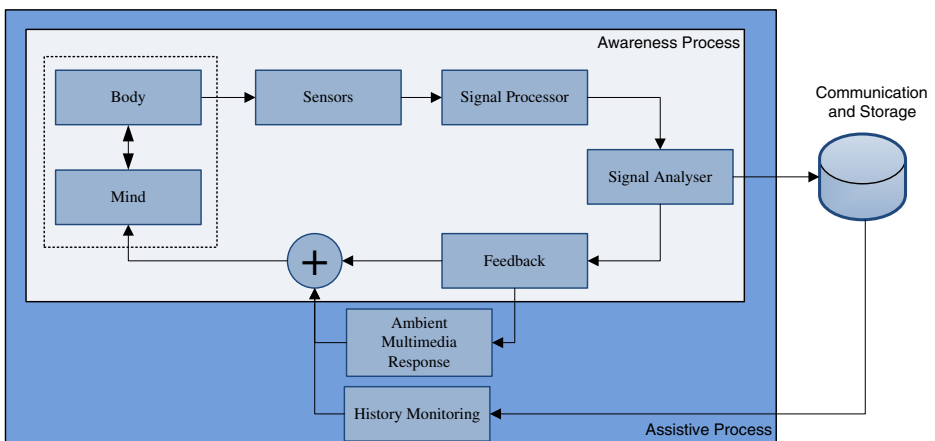 Awareness Process
Body
Sensors
Signal Processor
Communication
and Storage
Mind
Signal Analyser
+
Feedback
Ambient
Multimedia
Response
History Monitoring
Assistive Process